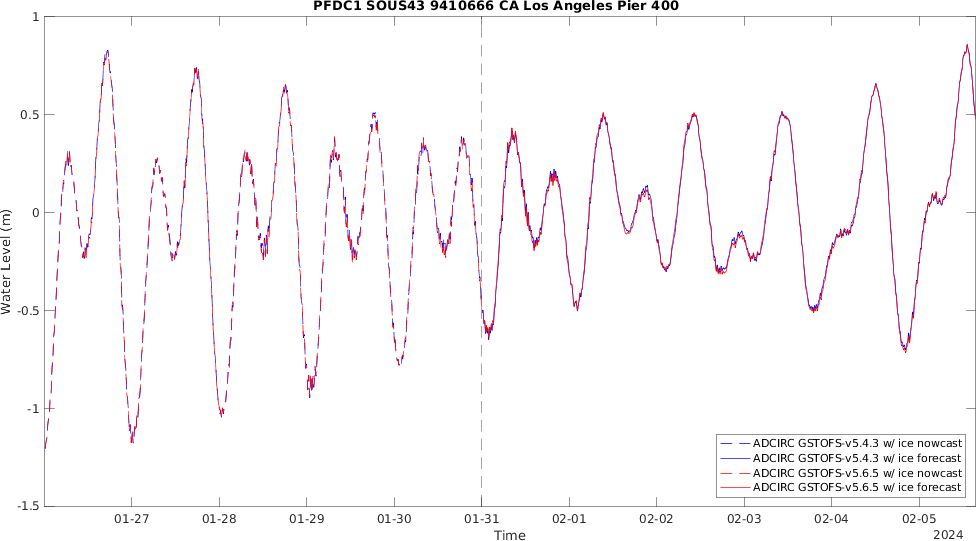 PFDC1 SOUS43 9410666 CA Los Angeles Pier 400
1
0.5
0
-0.5
-1
-1.5
Water Level (m)
ADCIRC GSTOFS-v5.4.3 w/ ice nowcast
ADCIRC GSTOFS-v5.4.3 w/ ice forecast
ADCIRC GSTOFS-v5.6.5 w/ ice nowcast
ADCIRC GSTOFS-v5.6.5 w/ ice forecast
01-27 01-28 01-29 01-30 01-31 02-01 02-02 02-03 02-04 02-05
Time
2024